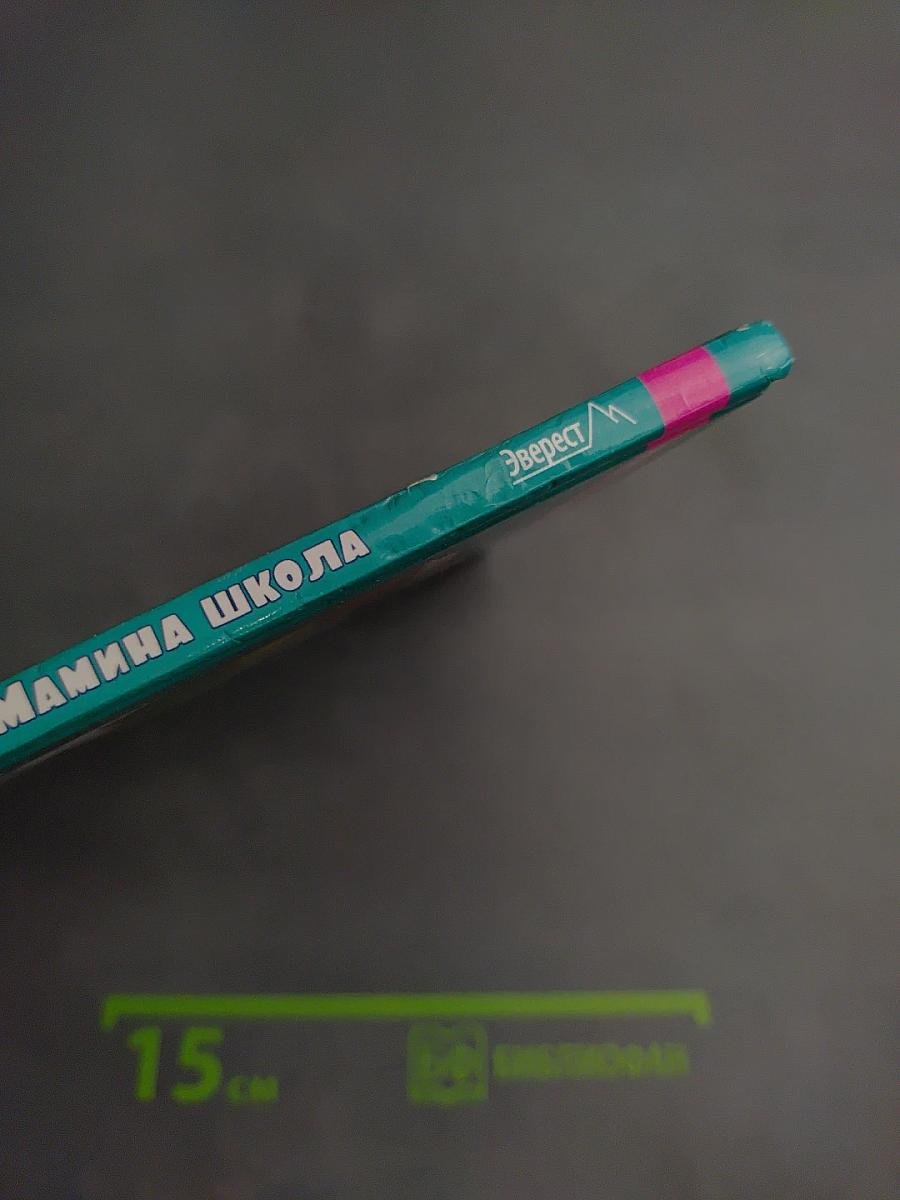 Мамина школа
Эверест
15 см